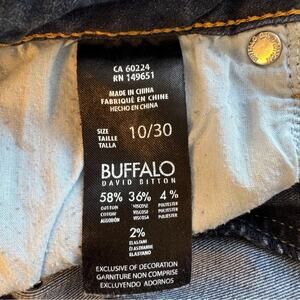 CA 60224
RN 149651
MADE IN CHINA
FABRIQUÉ EN CHINE
HECHO EN CHINA
SIZE
TAILLE
TALLA
10/30
BUFFALO
DAVID BITTON
58% 36% 4%
COTTON VISCOSE POLYESTER
COTON VISCOSE POLYESTER
ALGODÓN VISCOSA POLIÉSTER
2%
ELASTANE
ÉLASTHANNE
ELASTANO
EXCLUSIVE OF DECORATION
GARNITURE NON COMPRISE
EXCLUYENDO ADORNOS